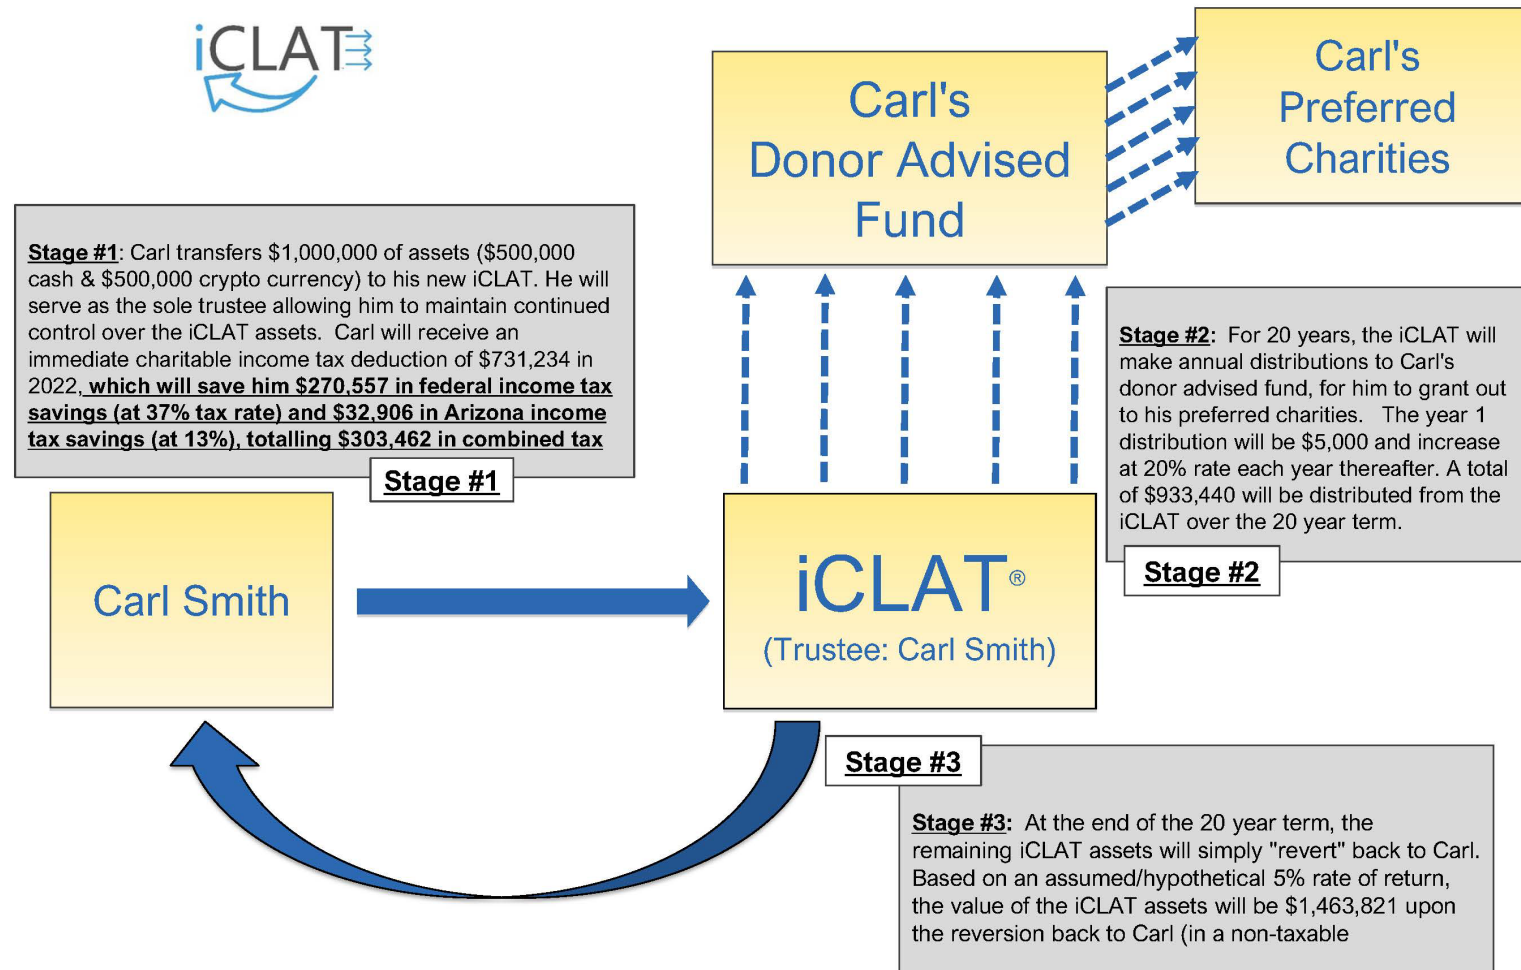 iCLAT
Carl's
Donor Advised
Fund
Carl's
Preferred
Charities
Stage #1: Carl transfers $1,000,000 of assets ($500,000
cash & $500,000 crypto currency) to his new iCLAT. He will
serve as the sole trustee allowing him to maintain continued
control over the iCLAT assets.  Carl will receive an
immediate charitable income tax deduction of $731,234 in
2022, which will save him $270,557 in federal income tax
savings (at 37% tax rate) and $32,906 in Arizona income
tax savings (at 13%), totalling $303,462 in combined tax
Stage #1
Stage #2:  For 20 years, the iCLAT will
make annual distributions to Carl's
donor advised fund, for him to grant out
to his preferred charities.   The year 1
distribution will be $5,000 and increase
at 20% rate each year thereafter. A total
of $933,440 will be distributed from the
iCLAT over the 20 year term.
Stage #2
Carl Smith
iCLAT®
(Trustee: Carl Smith)
Stage #3
Stage #3:  At the end of the 20 year term, the
remaining iCLAT assets will simply "revert" back to Carl.
Based on an assumed/hypothetical 5% rate of return,
the value of the iCLAT assets will be $1,463,821 upon
the reversion back to Carl (in a non-taxable